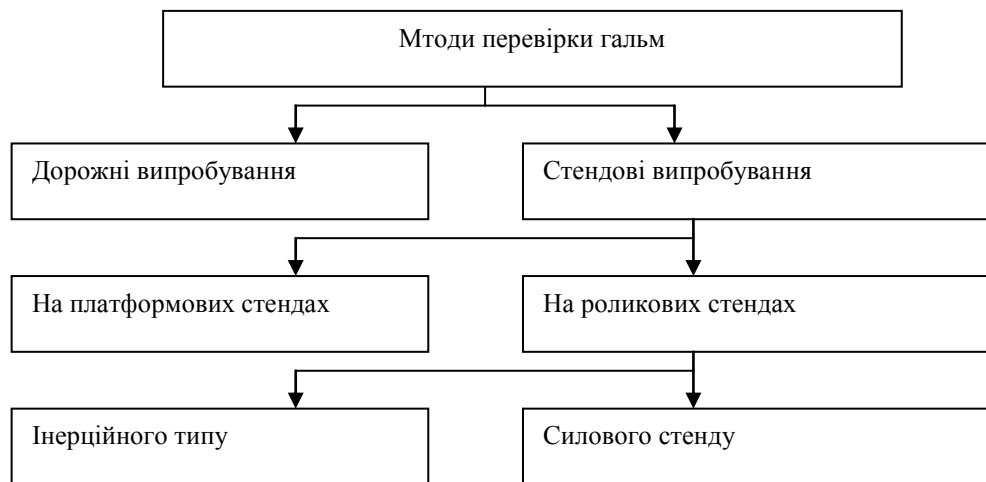 Мтоди перевірки гальм
Дорожні випробування
Стендові випробування
На платформових стендах
На роликових стендах
Інерційного типу
Силового стенду